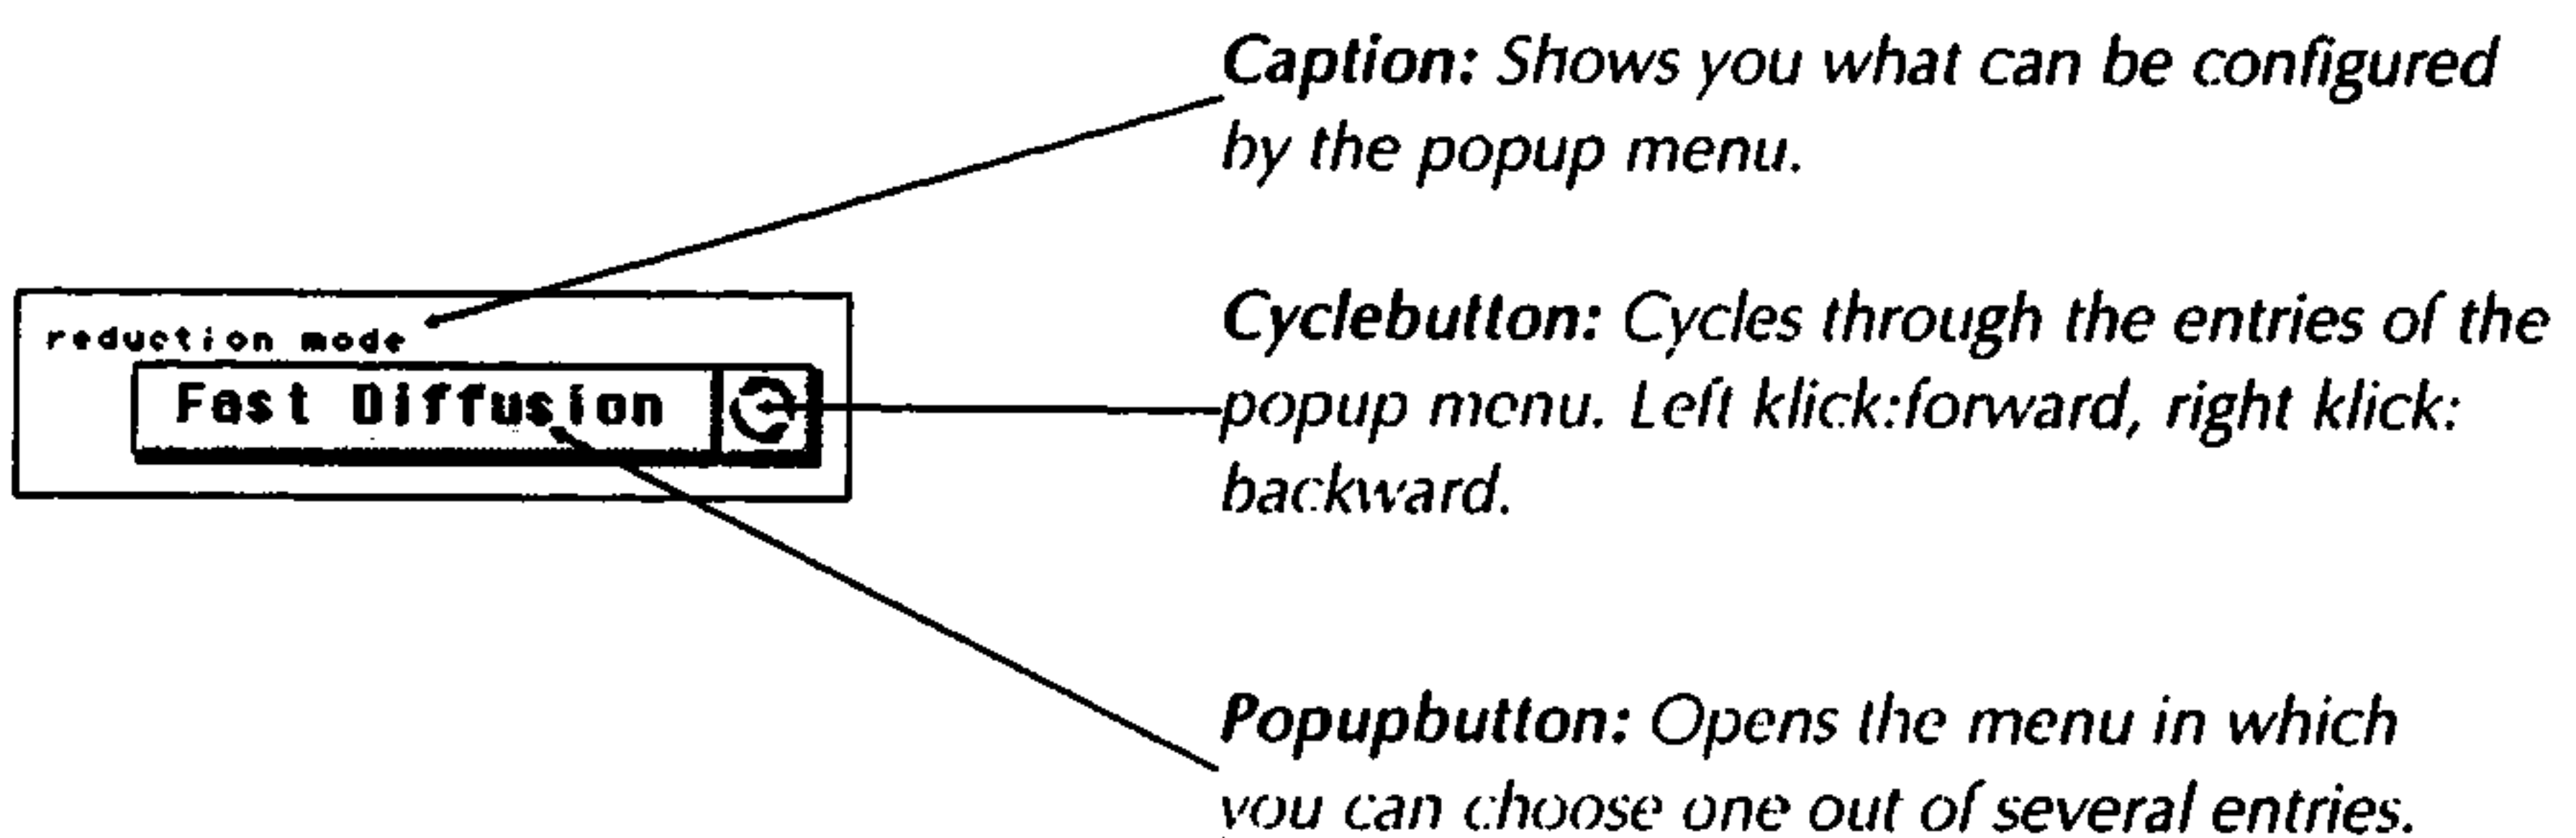 Caption: Shows you what can be configured
by the popup menu.
reduction mode
Fast Diffusion
Cyclebutton: Cycles through the entries of the
popup menu. Left klick:forward, right klick:
backward.
Popupbutton: Opens the menu in which
you can choose one out of several entries.